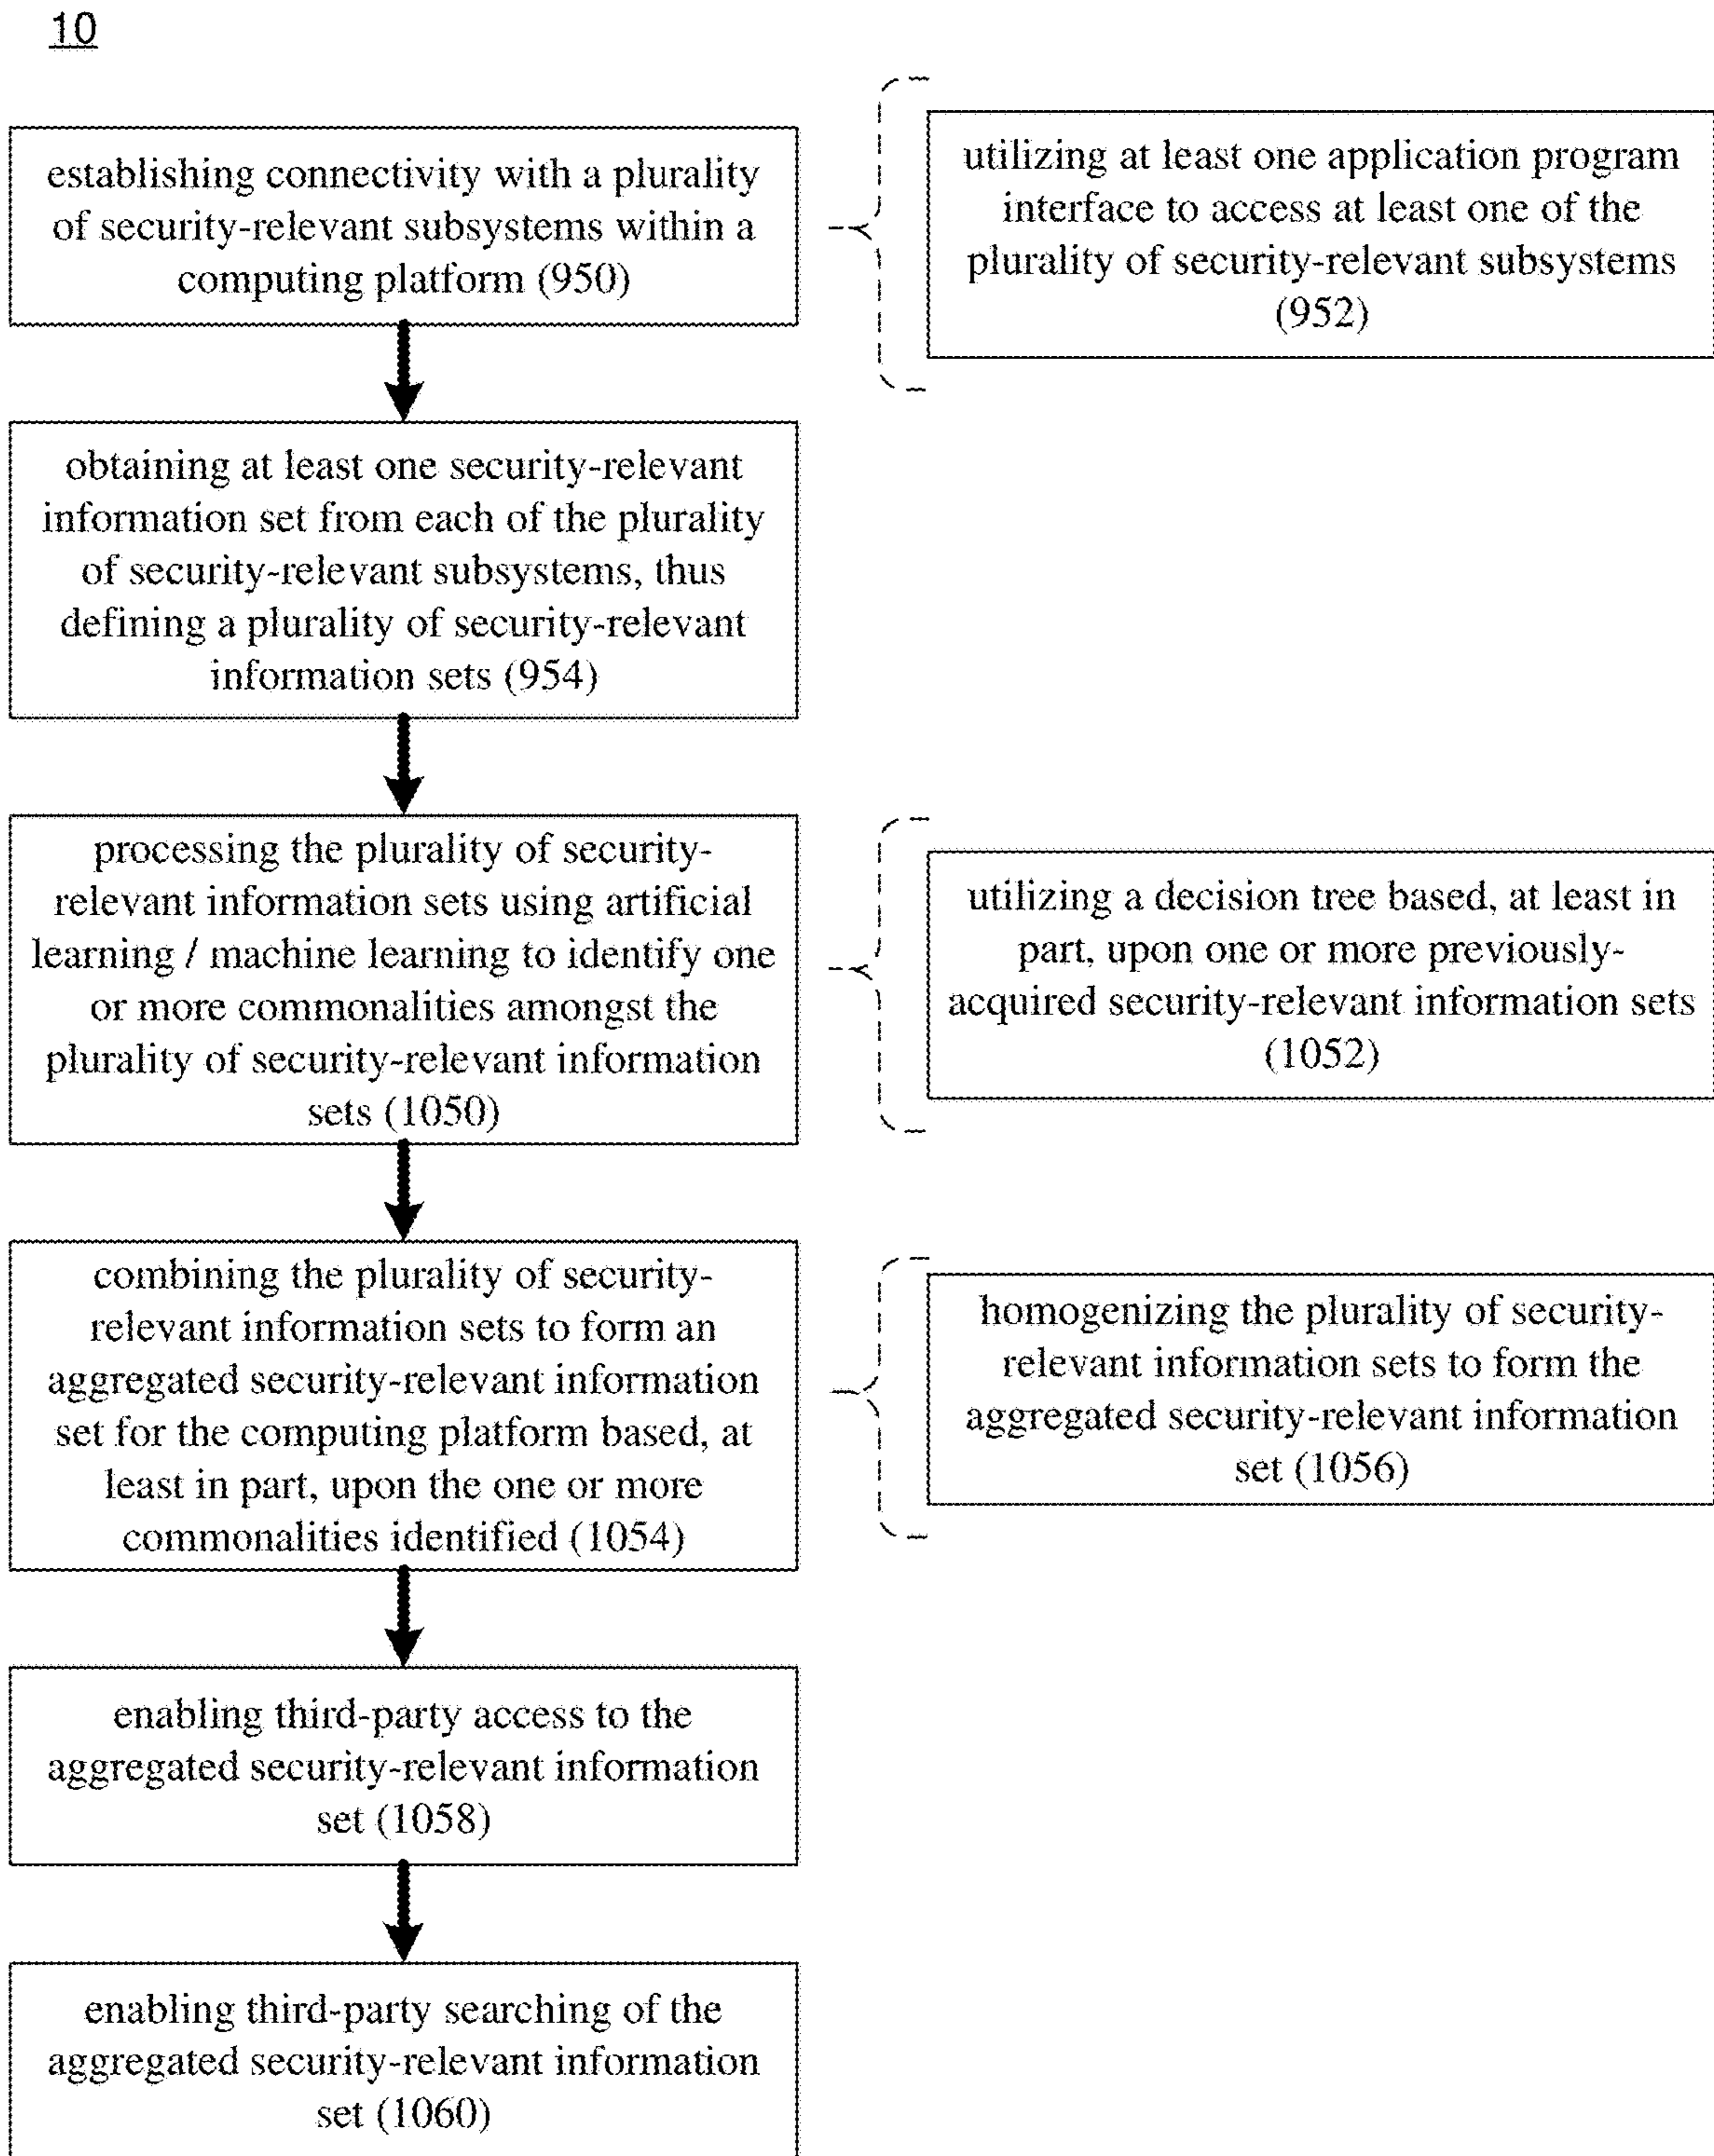 10
establishing connectivity with a plurality
of security-relevant subsystems within a
computing platform (950)
utilizing at least one application program
interface to access at least one of the
plurality of security-relevant subsystems
(952)
obtaining at least one security-relevant
information set from each of the plurality
of security-relevant subsystems, thus
defining a plurality of security-relevant
information sets (954)
processing the plurality of security-
relevant information sets using artificial
learning / machine learning to identify one
or more commonalities amongst the
plurality of security-relevant information
sets (1050)
utilizing a decision tree based, at least in
part, upon one or more previously-
acquired security-relevant information sets
(1052)
combining the plurality of security-
relevant information sets to form an
aggregated security-relevant information
set for the computing platform based, at
least in part, upon the one or more
commonalities identified (1054)
homogenizing the plurality of security-
relevant information sets to form the
aggregated security-relevant information
set (1056)
enabling third-party access to the
aggregated security-relevant information
set (1058)
enabling third-party searching of the
aggregated security-relevant information
set (1060)